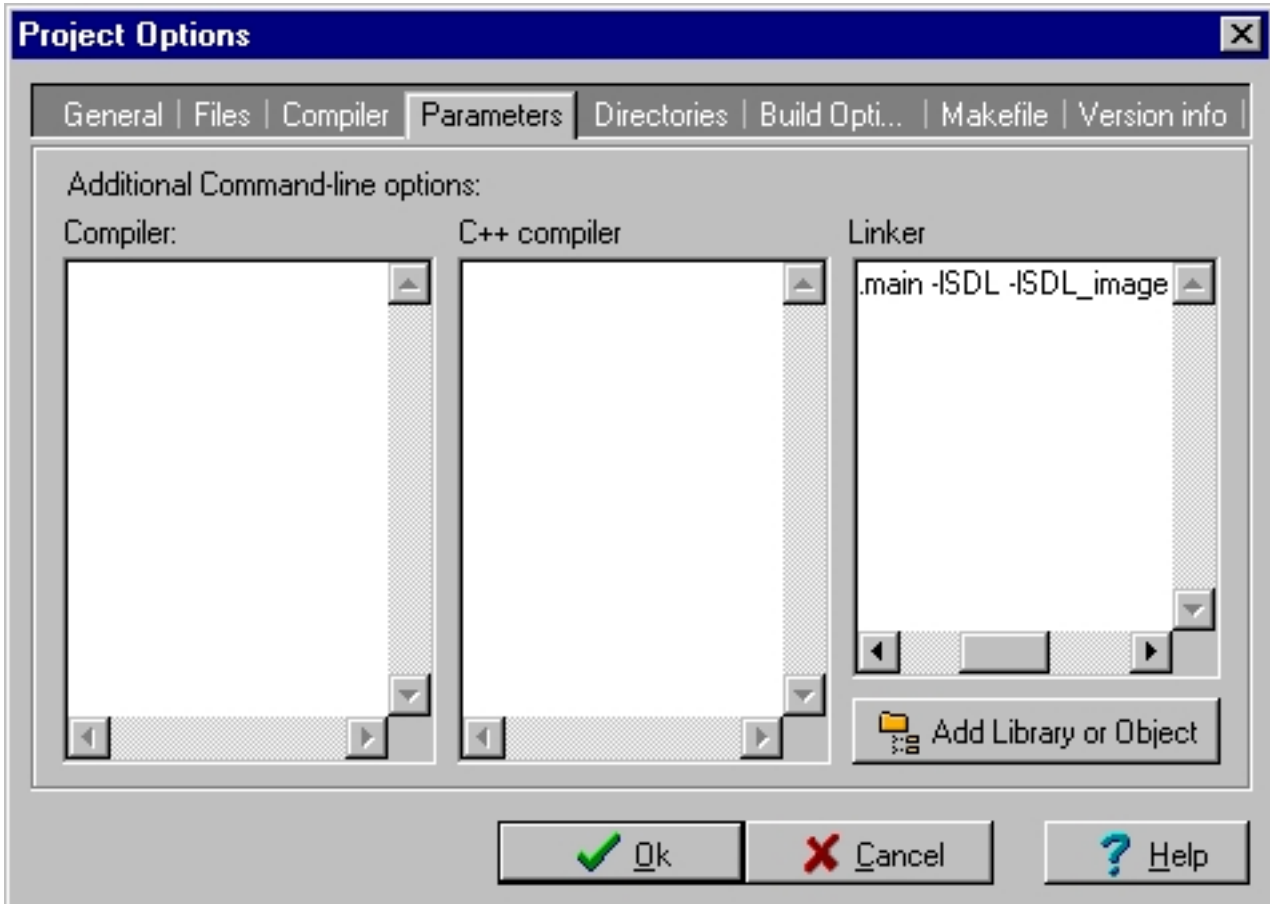 Project Options
General | Files | Compiler Parameters Directories | Build Opti... | Makefile | Version info |
Additional Command-line options:
Compiler: C++ compiler Linker
.main -lSDL -lSDL_image
Add Library or Object
Ok Cancel Help